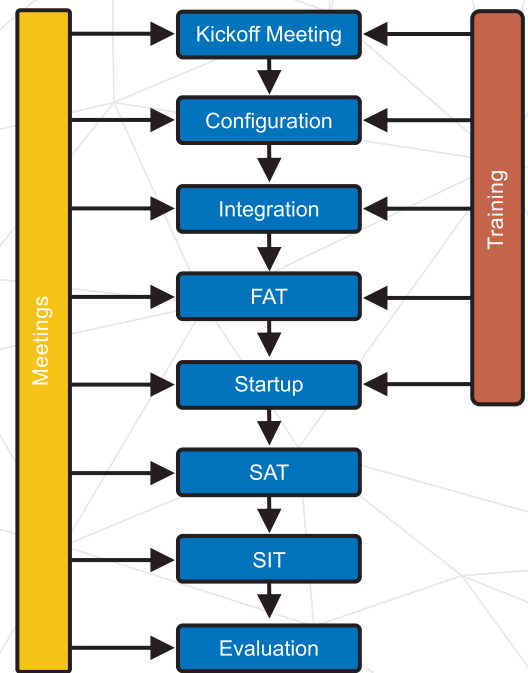 Kickoff Meeting
Configuration
Integration
FAT
Startup
SAT
SIT
Evaluation
Meetings
Training